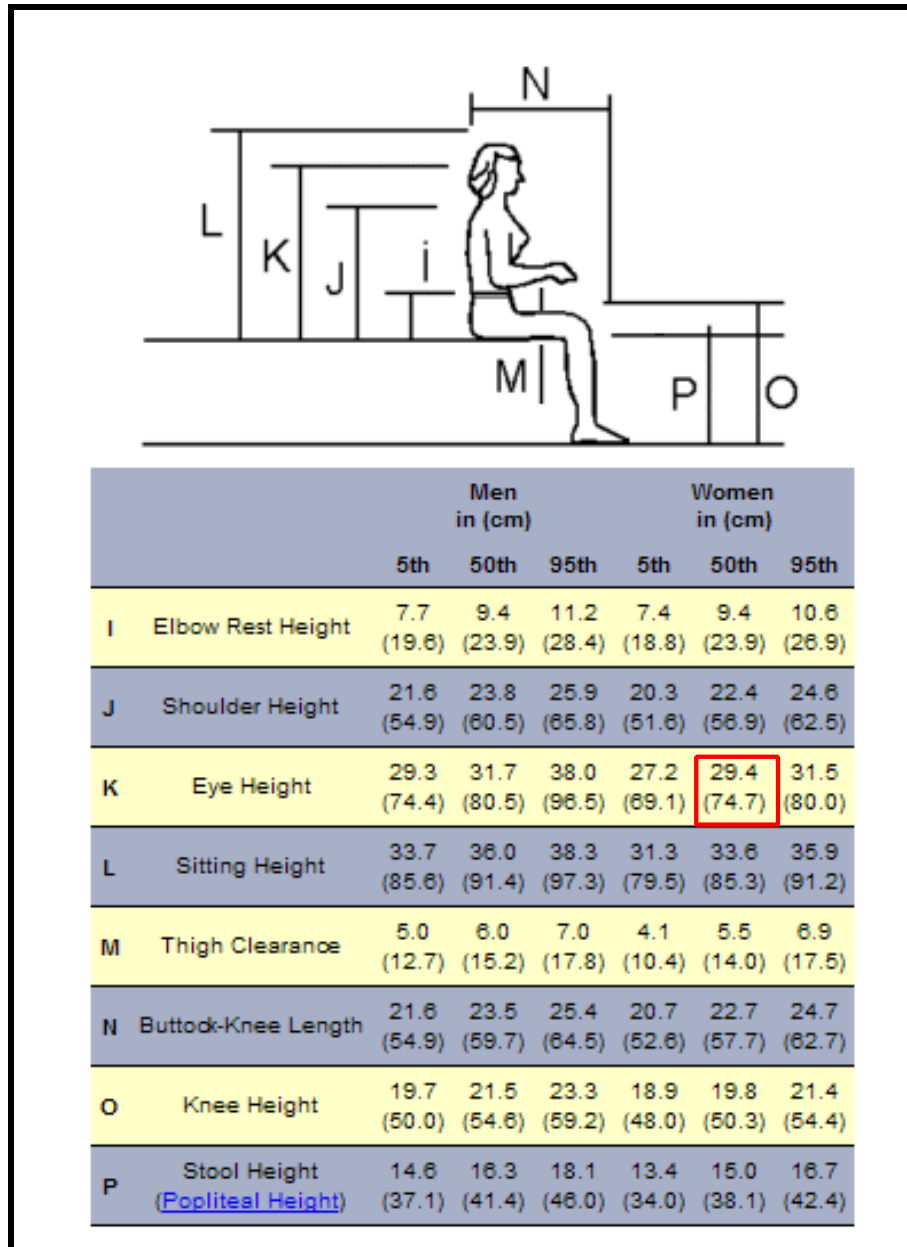 N
L
K
J
i
M
P
O
Men Women
in (cm) in (cm)
5th 50th 95th 5th 50th 95th
I Elbow Rest Height 7.7 9.4 11.2 7.4 9.4 10.6
(19.6) (23.9) (28.4) (18.8) (23.9) (26.9)
J Shoulder Height 21.6 23.8 25.9 20.3 22.4 24.6
(54.9) (60.5) (65.8) (51.6) (56.9) (62.5)
K Eye Height 29.3 31.7 38.0 27.2 29.4 31.5
(74.4) (80.5) (96.5) (69.1) (74.7) (80.0)
L Sitting Height 33.7 36.0 38.3 31.3 33.6 35.9
(85.6) (91.4) (97.3) (79.5) (85.3) (91.2)
M Thigh Clearance 5.0 6.0 7.0 4.1 5.5 6.9
(12.7) (15.2) (17.8) (10.4) (14.0) (17.5)
N Buttock-Knee Length 21.6 23.5 25.4 20.7 22.7 24.7
(54.9) (59.7) (64.5) (52.6) (57.7) (62.7)
O Knee Height 19.7 21.5 23.3 18.9 19.8 21.4
(50.0) (54.6) (59.2) (48.0) (50.3) (54.4)
P Stool Height 14.6 16.3 18.1 13.4 15.0 16.7
(Popliteal Height) (37.1) (41.4) (46.0) (34.0) (38.1) (42.4)